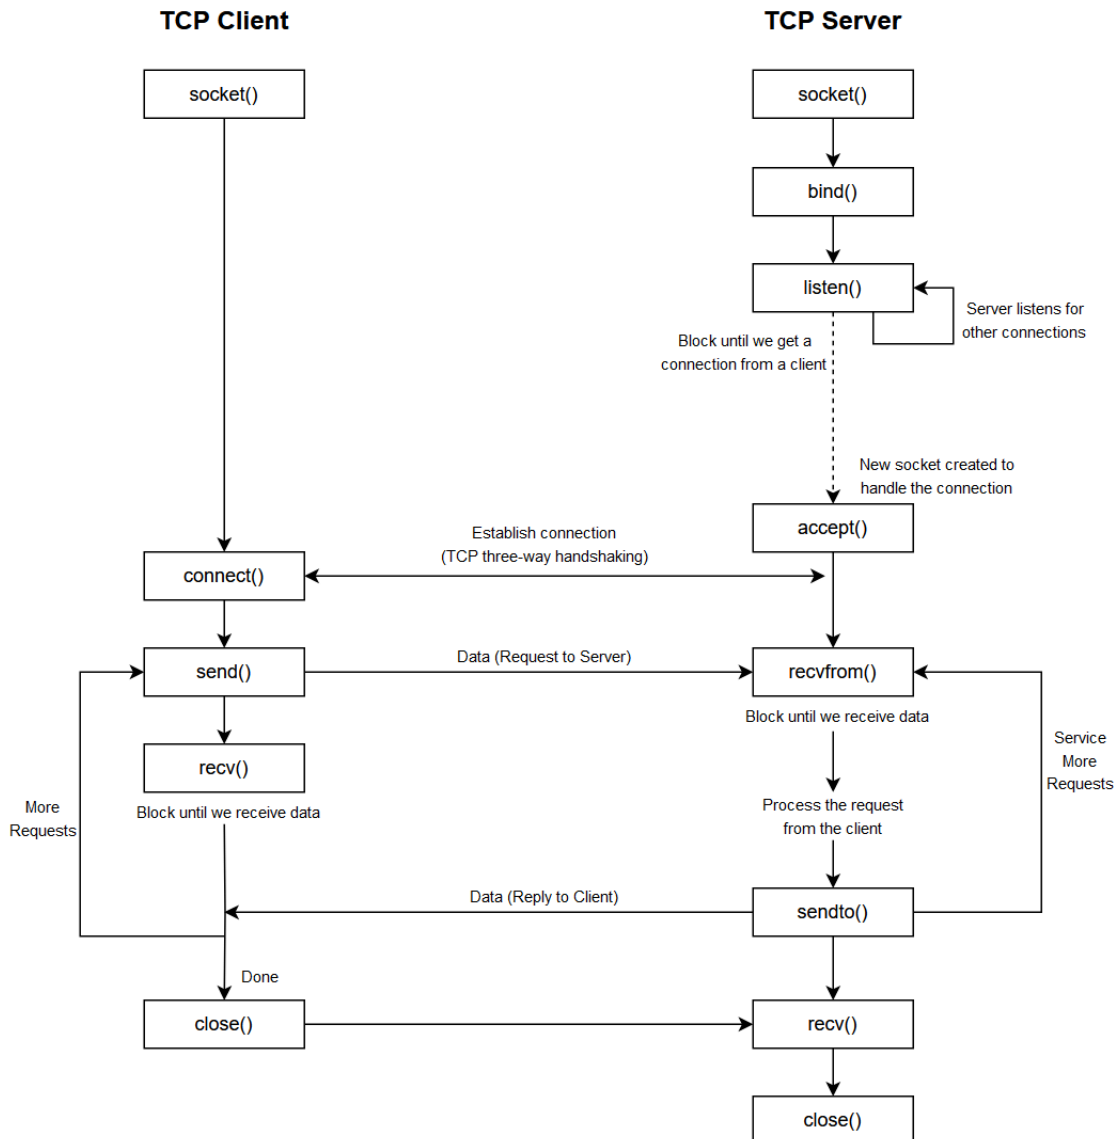 TCP Client
TCP Server
socket()
socket()
bind()
listen()
Server listens for
other connections
Block until we get a
connection from a client
New socket created to
handle the connection
accept()
Establish connection
(TCP three-way handshaking)
connect()
send()
Data (Request to Server)
recvfrom()
Block until we receive data
Service
More
Requests
recv()
More
Requests
Block until we receive data
Process the request
from the client
Data (Reply to Client)
sendto()
Done
close()
recv()
close()